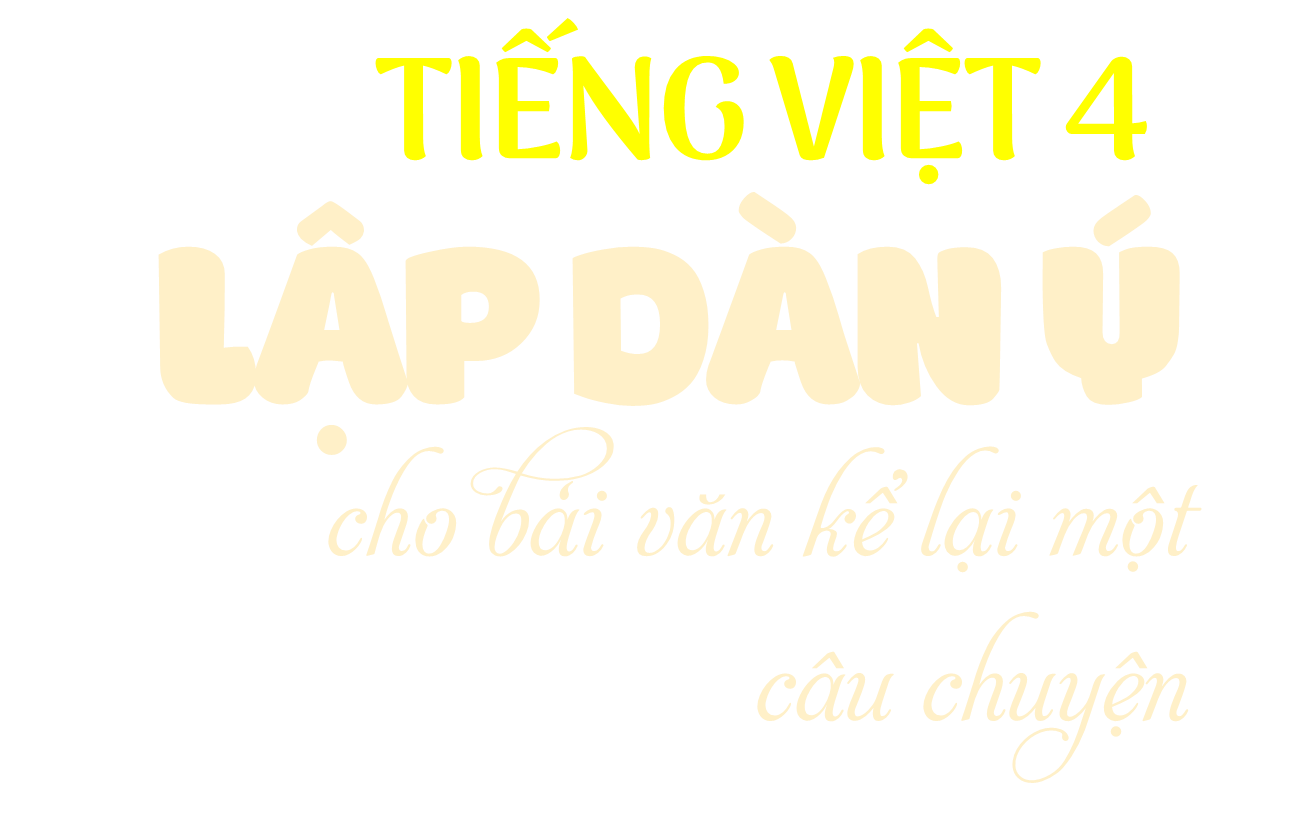 TIẾNG VIỆT 4
LẬP DÀN Ý
cho bài văn kể lại một
câu chuyện